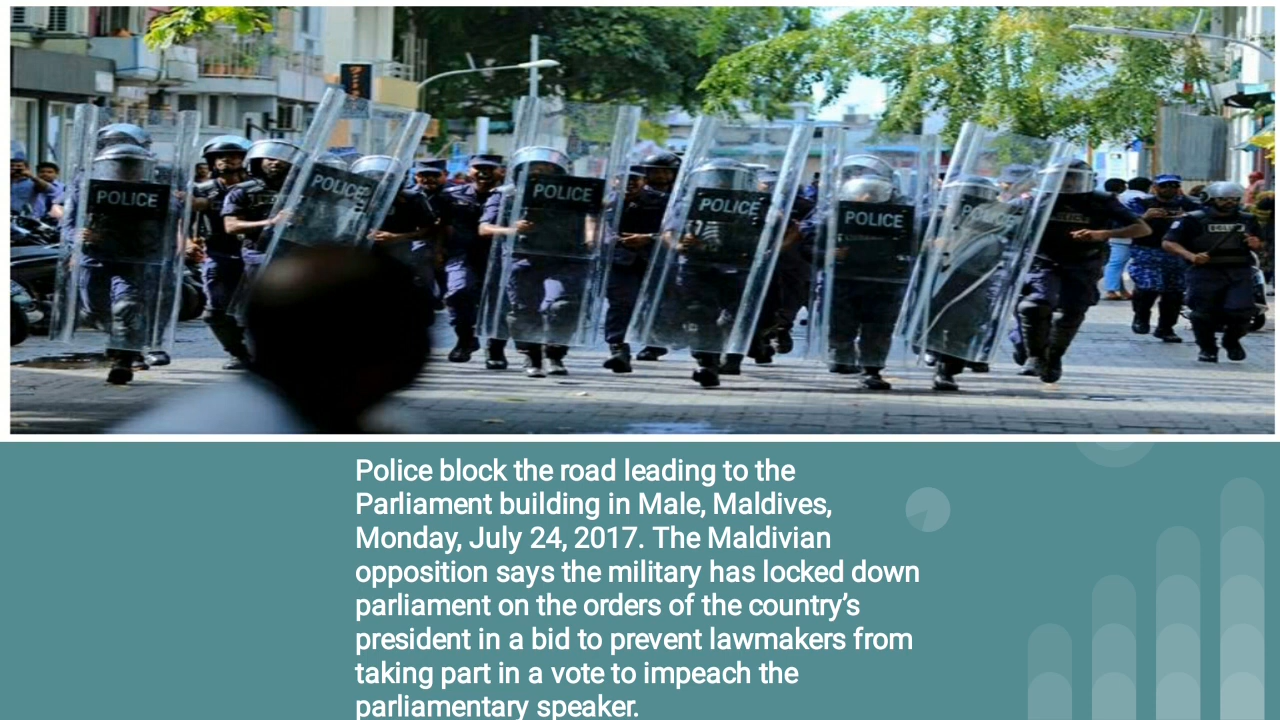 POLICE
POLICE
POLICE
POLICE
POLICE
POLICE
POLICE
Police block the road leading to the
Parliament building in Male, Maldives,
Monday, July 24, 2017. The Maldivian
opposition says the military has locked down
parliament on the orders of the country’s
president in a bid to prevent lawmakers from
taking part in a vote to impeach the
parliamentary speaker.